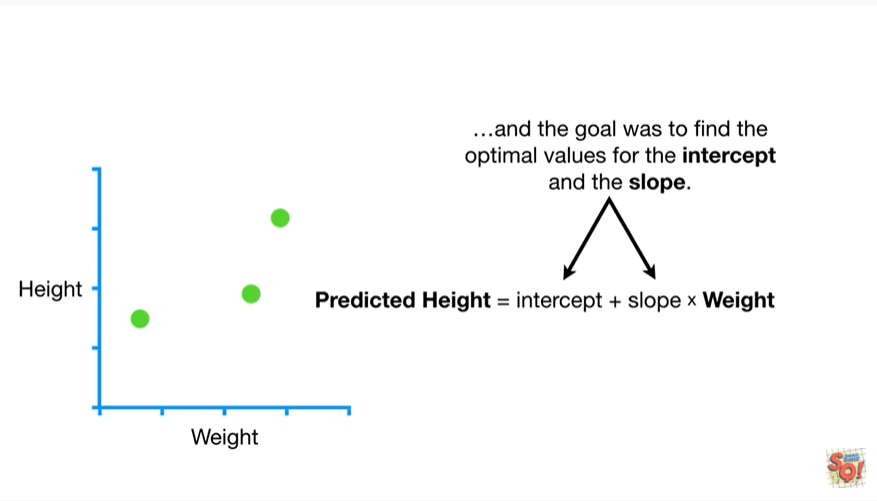 …and the goal was to find the
optimal values for the intercept
and the slope.
Height
Predicted Height = intercept + slope x Weight
Weight
SQ!